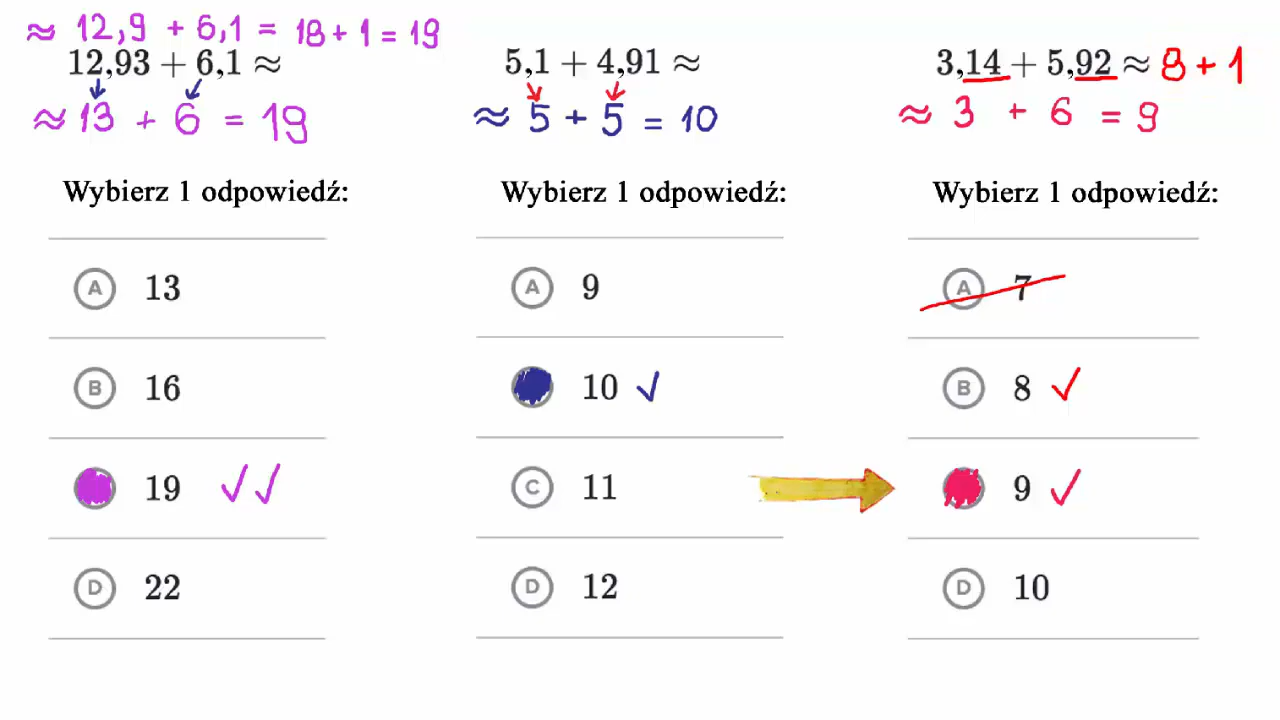 ≈ 12,9 + 6,1 = 18 + 1 = 19
12,93 + 6,1 ≈
≈ 13 + 6 = 19
Wybierz 1 odpowiedź:
A 13
B 16
19 ✓✓
D 22
5,1 + 4,91 ≈
≈ 5 + 5 = 10
Wybierz 1 odpowiedź:
A 9
10 ✓
C 11
D 12
3,14 + 5,92 ≈ 8 + 1
≈ 3 + 6 = 9
Wybierz 1 odpowiedź:
A 7
B 8 ✓
9 ✓
D 10